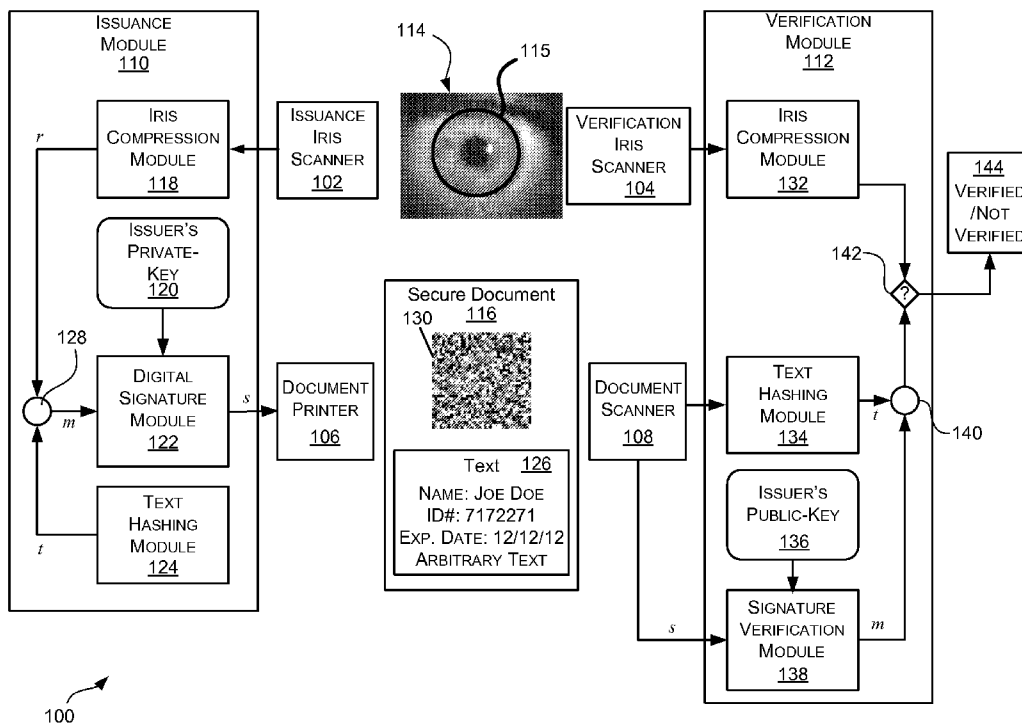 ISSUANCE
MODULE
110
IRIS
COMPRESSION
MODULE
118
r
ISSUER'S
PRIVATE-
KEY
120
128
m
DIGITAL
SIGNATURE
MODULE
122
s
TEXT
HASHING
MODULE
124
t
100
ISSUANCE
IRIS
SCANNER
102
114
115
VERIFICATION
IRIS
SCANNER
104
DOCUMENT
PRINTER
106
Secure Document
116
130
Text 126
NAME: JOE DOE
ID#: 7172271
EXP. DATE: 12/12/12
ARBITRARY TEXT
DOCUMENT
SCANNER
108
s
VERIFICATION
MODULE
112
IRIS
COMPRESSION
MODULE
132
144
VERIFIED
/NOT
VERIFIED
142
?
TEXT
HASHING
MODULE
134
t
140
ISSUER'S
PUBLIC-KEY
136
SIGNATURE
VERIFICATION
MODULE
138
m